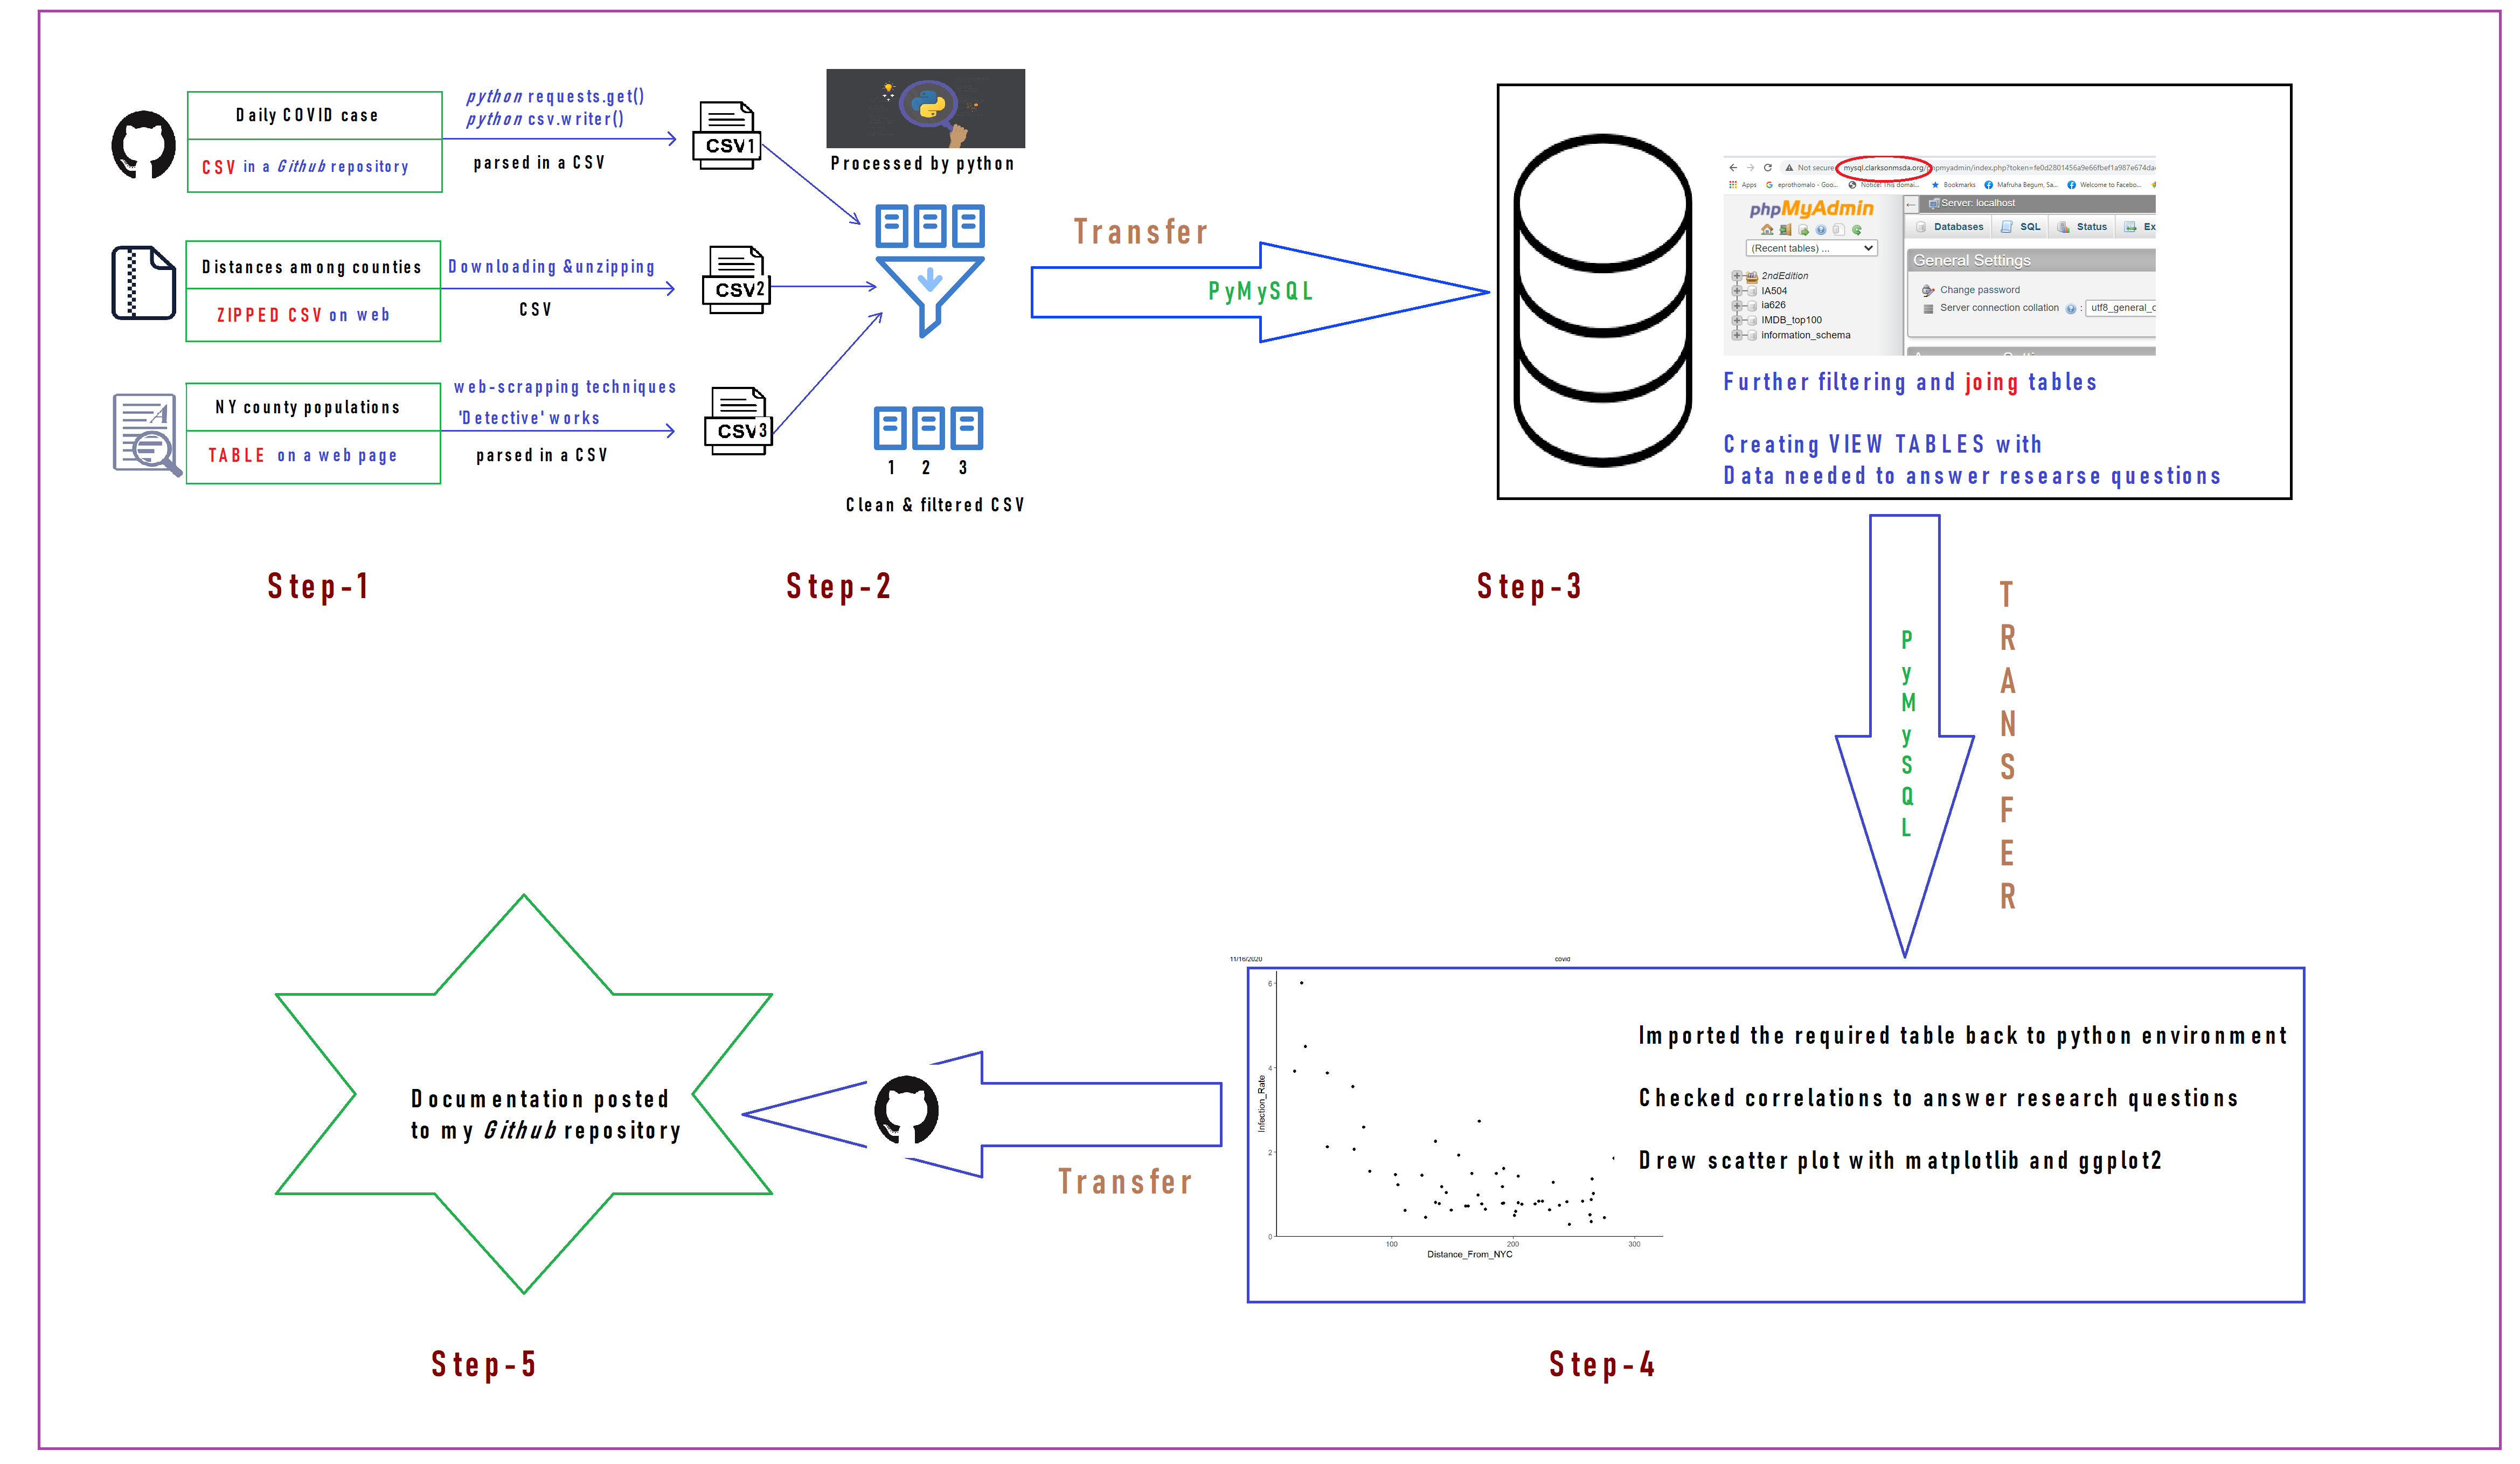 Daily COVID case
CSV in a Github repository
python requests.get()
python csv.writer()
parsed in a CSV
CSV1
Processed by python
Distances among counties
ZIPPED CSV on web
Downloading &unzipping
CSV
CSV2
NY county populations
TABLE on a web page
web-scrapping techniques
'Detective' works
parsed in a CSV
CSV3
1 2 3
Clean & filtered CSV
Transfer
PyMySQL
Not secure mysql.clarksonmsda.org/
Apps eprothomalo - Goo... Notice: This domai... Bookmarks Mafruha Begum, Sa... Welcome to Facebo...
phpMyAdmin
(Recent tables) ...
2ndEdition
IA504
ia626
IMDB_top100
information_schema
Server: localhost
Databases SQL Status Ex
General Settings
Change password
Server connection collation : utf8_general_c
Further filtering and joing tables
Creating VIEW TABLES with
Data needed to answer researse questions
Step-1
Step-2
Step-3
PyMySQL
TRANSFER
11/16/2020
covid
6
4
2
0
Infection_Rate
100 200 300
Distance_From_NYC
Imported the required table back to python environment
Checked correlations to answer research questions
Drew scatter plot with matplotlib and ggplot2
Transfer
Documentation posted
to my Github repository
Step-5
Step-4